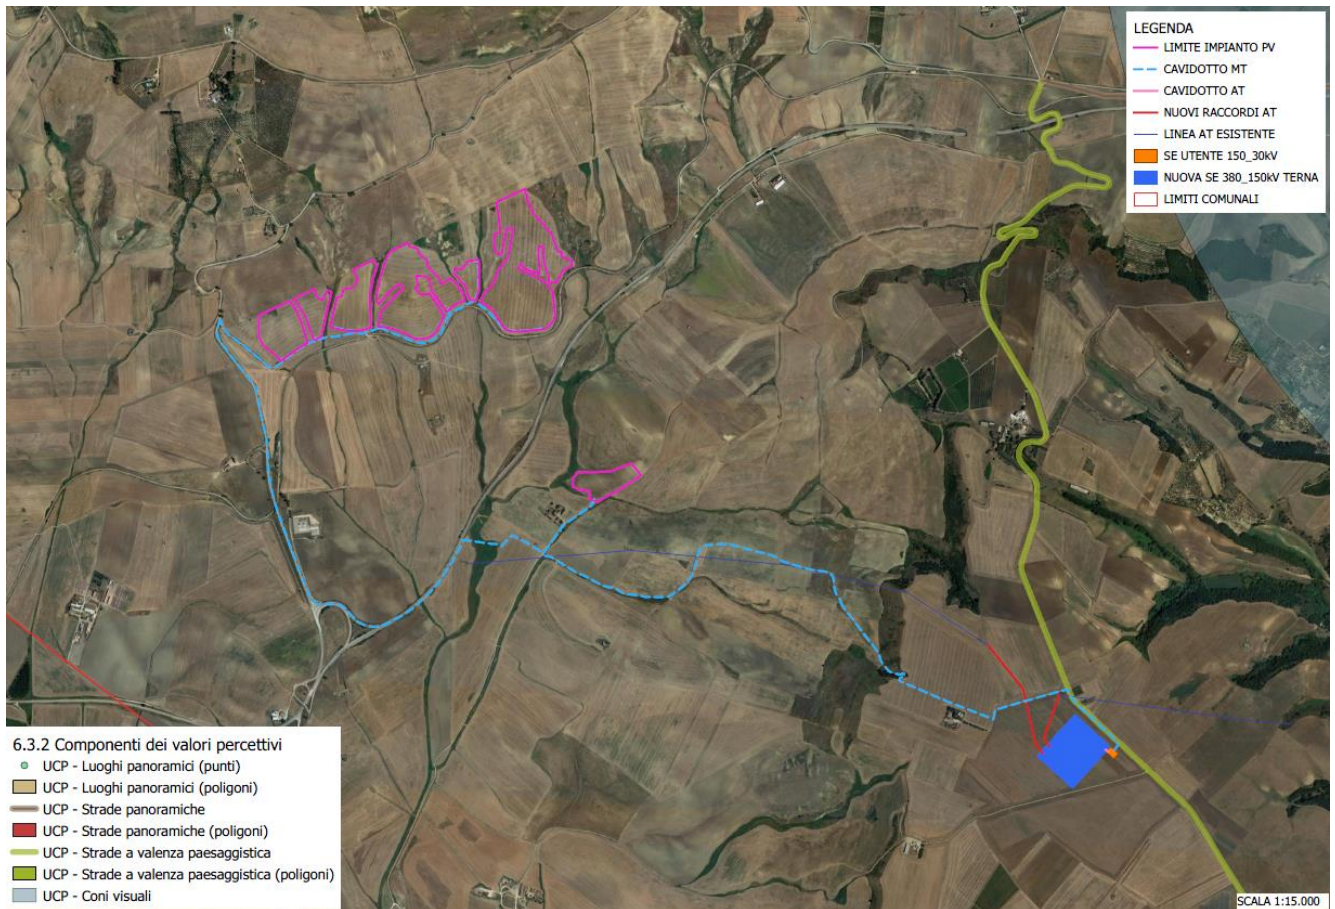 LEGENDA
LIMITE IMPIANTO PV
CAVIDOTTO MT
CAVIDOTTO AT
NUOVI RACCORDI AT
LINEA AT ESISTENTE
SE UTENTE 150_30kV
NUOVA SE 380_150kV TERNA
LIMITI COMUNALI
6.3.2 Componenti dei valori percettivi
UCP - Luoghi panoramici (punti)
UCP - Luoghi panoramici (poligoni)
UCP - Strade panoramiche
UCP - Strade panoramiche (poligoni)
UCP - Strade a valenza paesaggistica
UCP - Strade a valenza paesaggistica (poligoni)
UCP - Coni visuali
SCALA 1:15.000